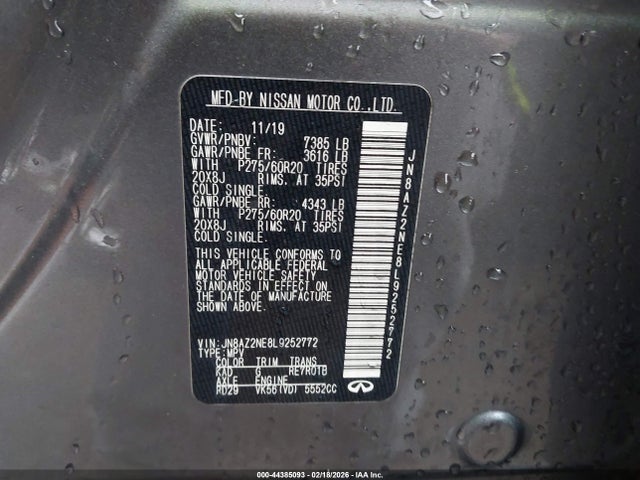 MFD-BY NISSAN MOTOR CO.,LTD.
DATE: 11/19
GVWR/PNBV: 7385 LB
GAWR/PNBE FR: 3616 LB
WITH P275/60R20 TIRES
20X8J RIMS. AT 35PSI
COLD SINGLE.
GAWR/PNBE RR: 4343 LB
WITH P275/60R20 TIRES
20X8J RIMS. AT 35PSI
COLD SINGLE.
THIS VEHICLE CONFORMS TO
ALL APPLICABLE FEDERAL
MOTOR VEHICLE SAFETY
STANDARDS IN EFFECT ON
THE DATE OF MANUFACTURE
SHOWN ABOVE.
VIN: JN8AZ2NE8L9252772
TYPE: MPV
COLOR TRIM TRANS
KAD G RE7R01B
AXLE ENGINE
RD29 VK56(VD) 5552CC
JN8AZ2NE8L9252772
INFINITI
000-44385093 - 02/18/2026 - IAA Inc.